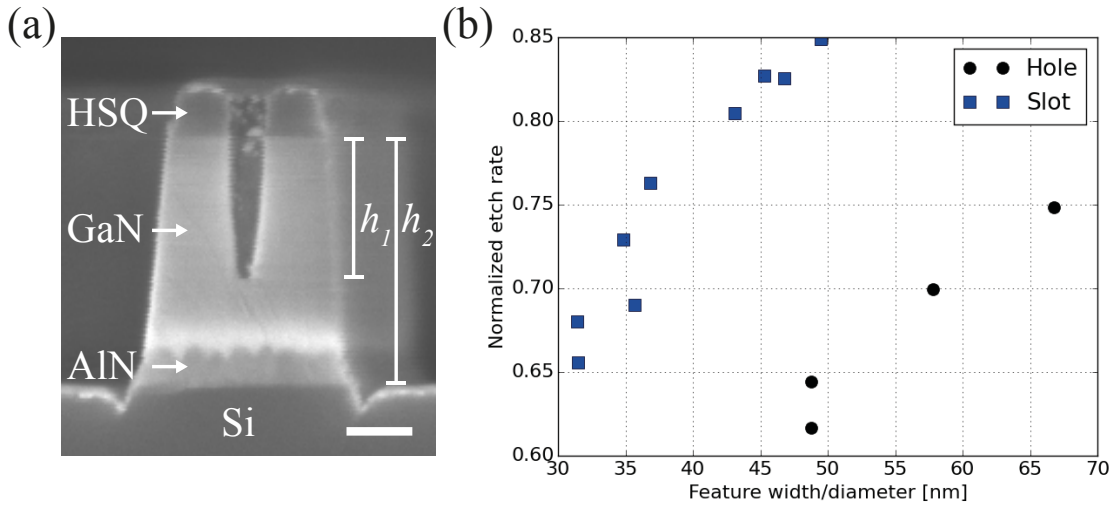 (a)
HSQ
GaN
AlN
Si
h1
h2
(b)
0.85
0.80
0.75
0.70
0.65
0.60
30
35
40
45
50
55
60
65
70
Normalized etch rate
Feature width/diameter [nm]
Hole
Slot